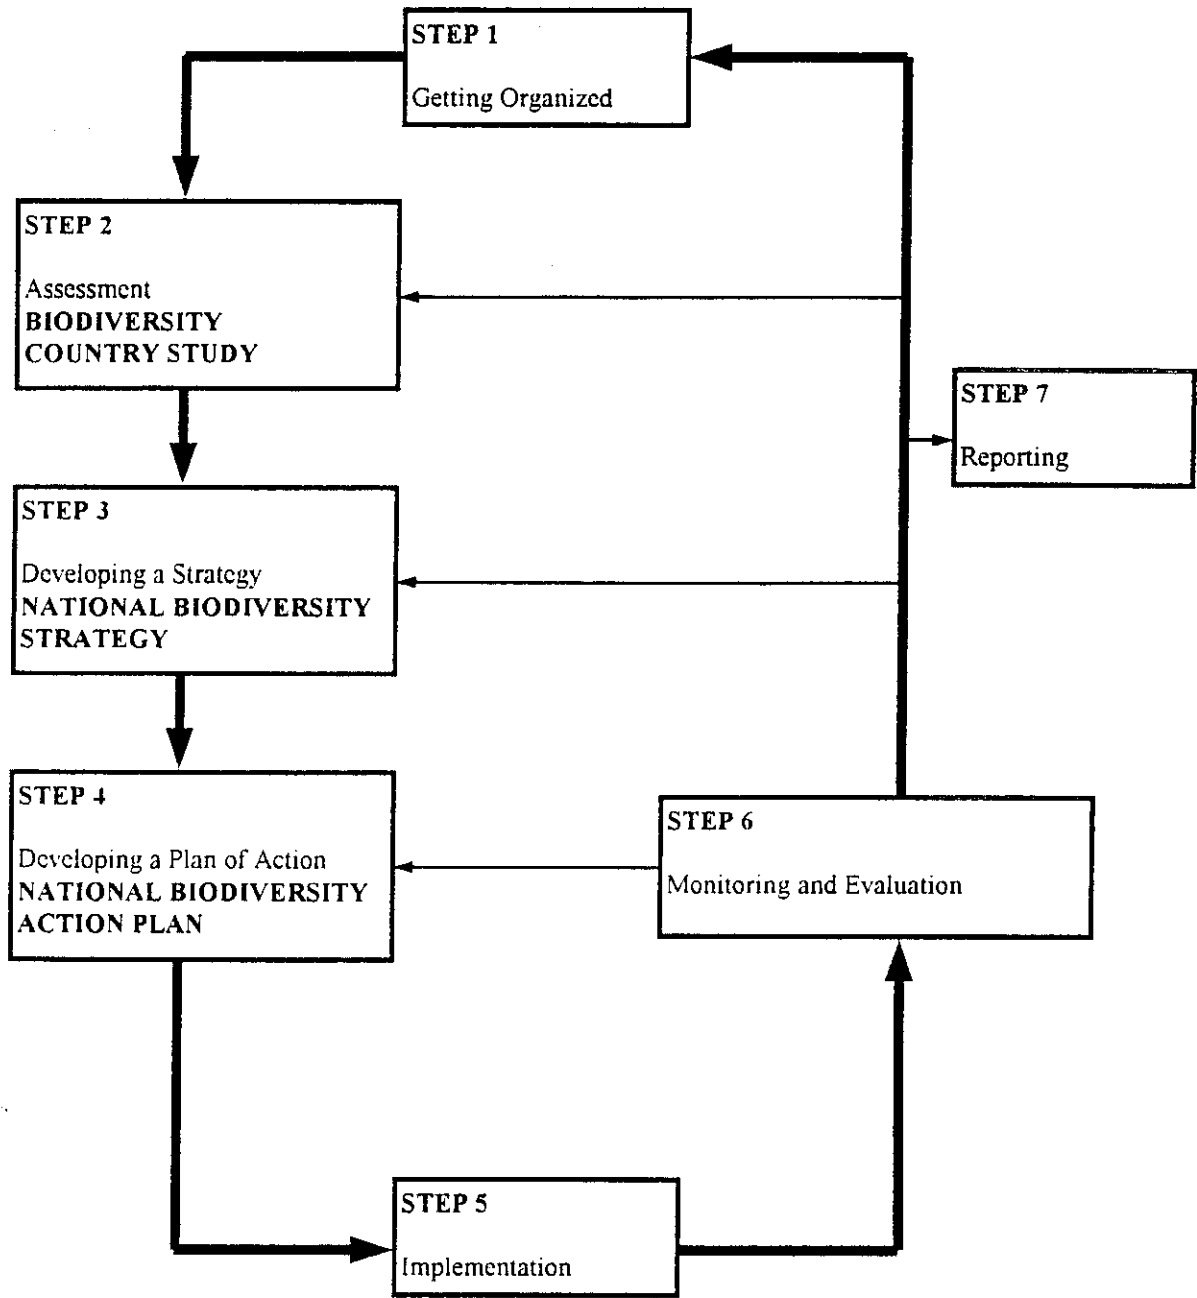 STEP 1
Getting Organized
STEP 2
Assessment
BIODIVERSITY
COUNTRY STUDY
STEP 3
Developing a Strategy
NATIONAL BIODIVERSITY
STRATEGY
STEP 4
Developing a Plan of Action
NATIONAL BIODIVERSITY
ACTION PLAN
STEP 5
Implementation
STEP 6
Monitoring and Evaluation
STEP 7
Reporting